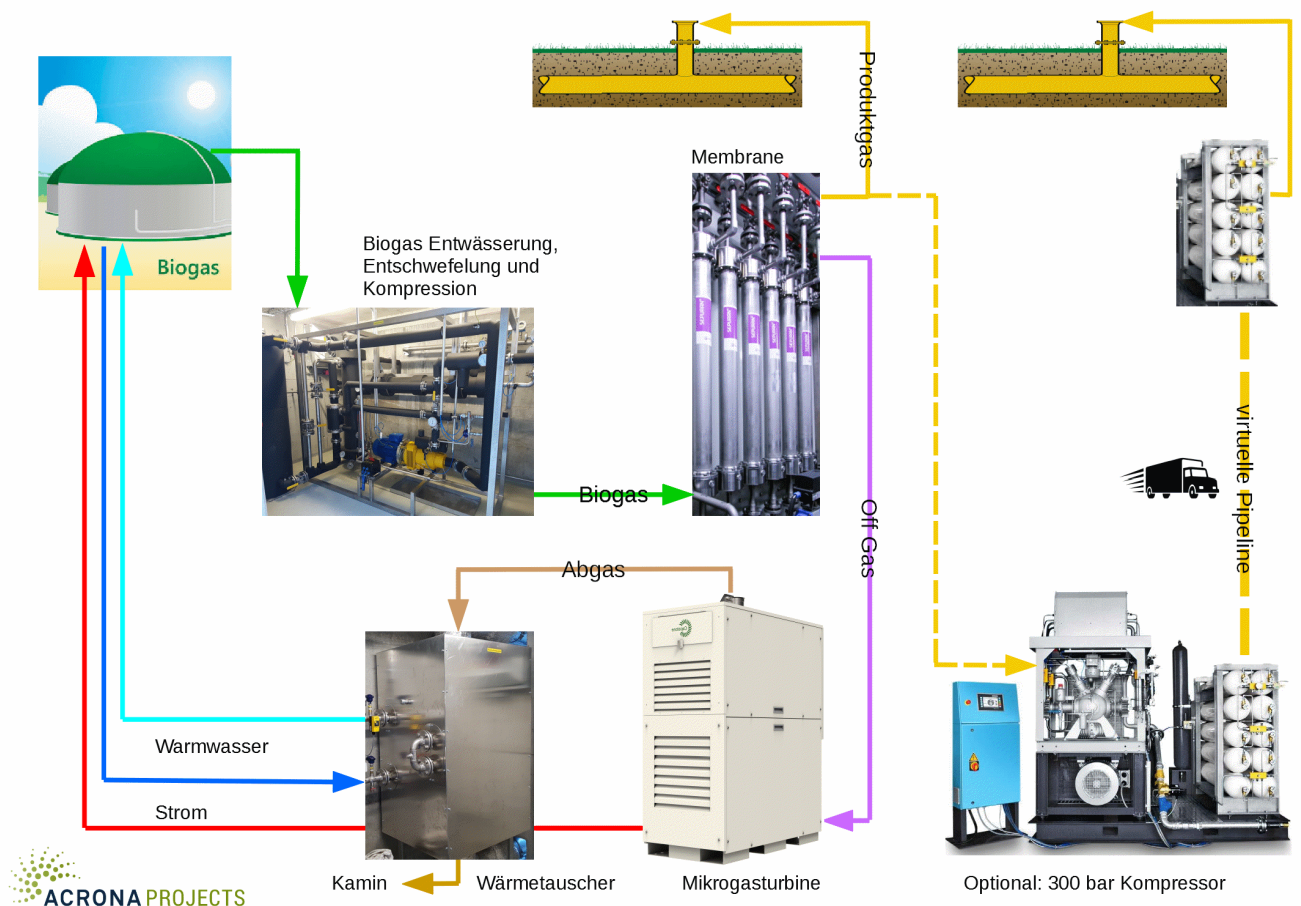 Produktgas
Membrane
Biogas Entwässerung,
Entschwefelung und
Kompression
Biogas
Biogas
Off Gas
virtuelle Pipeline
Abgas
Warmwasser
Strom
Kamin
Wärmetauscher
Mikrogasturbine
Optional: 300 bar Kompressor
ACRONA PROJECTS